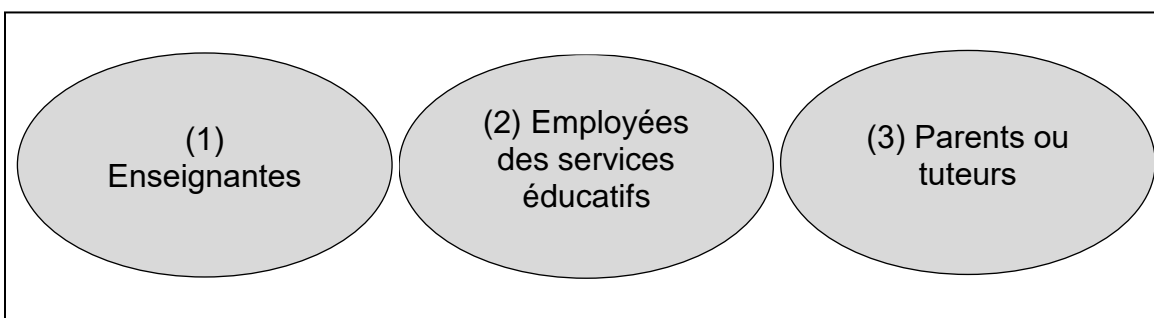 (1)
Enseignantes
(2) Employées
des services
éducatifs
(3) Parents ou
tuteurs